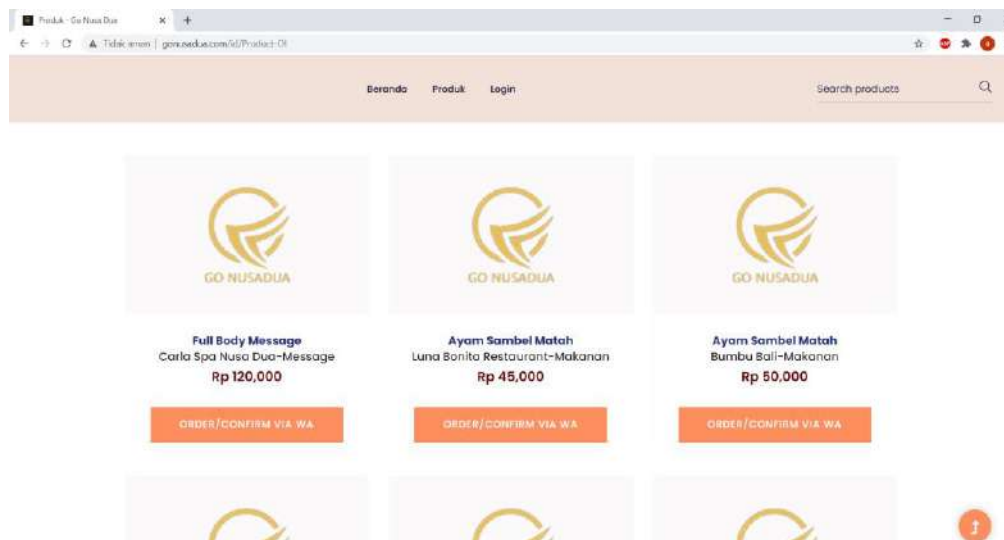 Produk - Go Nusa Dua
Tidak aman | gonusadua.com/id/Product-01
Beranda Produk Login Search products
GO NUSADUA GO NUSADUA GO NUSADUA
Full Body Message Ayam Sambel Matah Ayam Sambel Matah
Carla Spa Nusa Dua-Message Luna Bonita Restaurant-Makanan Bumbu Bali-Makanan
Rp 120,000 Rp 45,000 Rp 50,000
ORDER/CONFIRM VIA WA ORDER/CONFIRM VIA WA ORDER/CONFIRM VIA WA